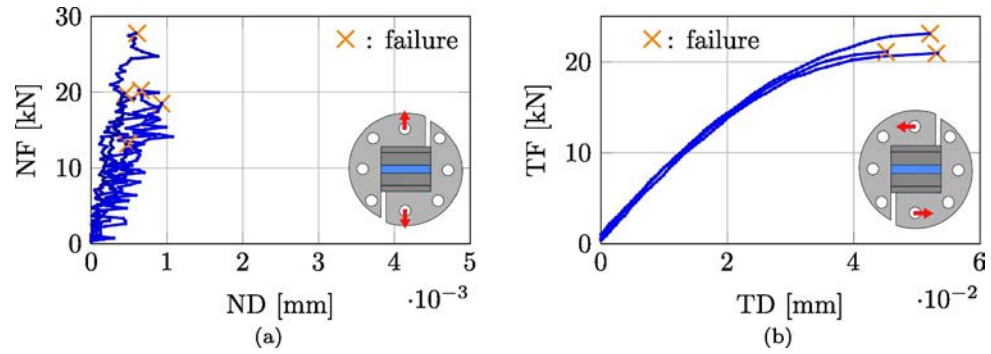 30
20
10
0
NF [kN]
× : failure
0 1 2 3 4 5
·10⁻³
ND [mm]
(a)
20
10
0
TF [kN]
× : failure
0 2 4 6
·10⁻²
TD [mm]
(b)